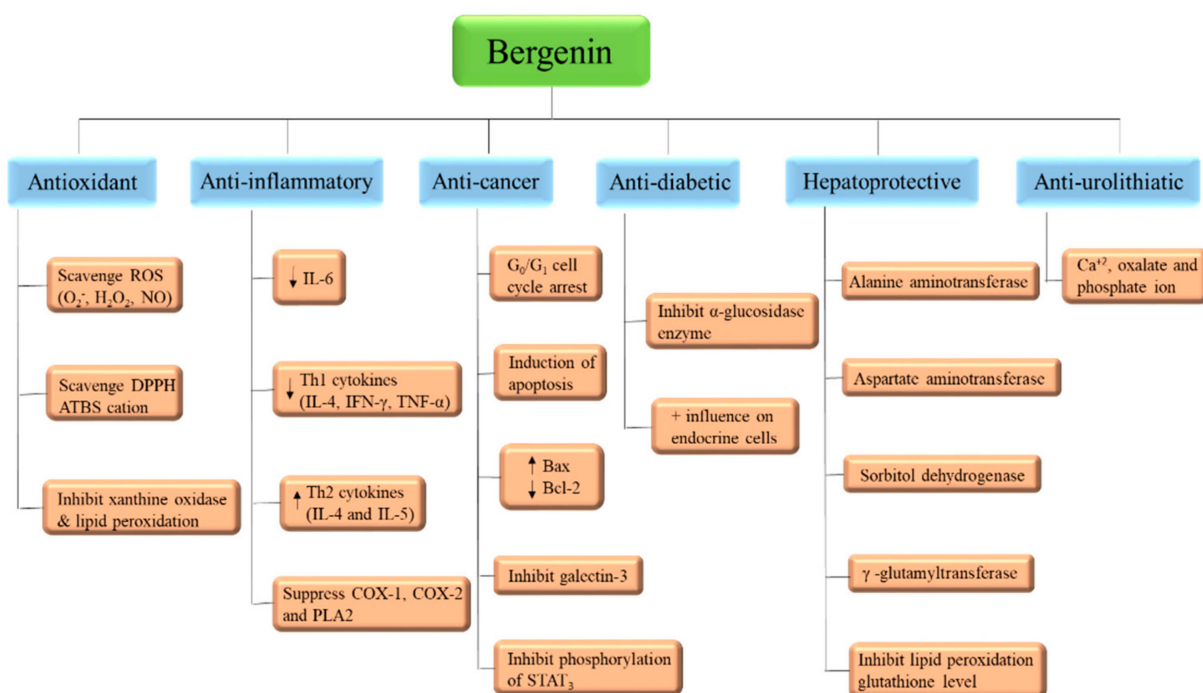 Bergenin
Antioxidant
Anti-inflammatory
Anti-cancer
Anti-diabetic
Hepatoprotective
Anti-urolithiatic
Scavenge ROS
(O₂⁻, H₂O₂, NO)
Scavenge DPPH
ATBS cation
Inhibit xanthine oxidase
& lipid peroxidation
↓ IL-6
↓ Th1 cytokines
(IL-4, IFN-γ, TNF-α)
↑ Th2 cytokines
(IL-4 and IL-5)
Suppress COX-1, COX-2
and PLA2
G₀/G₁ cell
cycle arrest
Induction of
apoptosis
↑ Bax
↓ Bcl-2
Inhibit galectin-3
Inhibit phosphorylation
of STAT₃
Inhibit α-glucosidase
enzyme
+ influence on
endocrine cells
Alanine aminotransferase
Aspartate aminotransferase
Sorbitol dehydrogenase
γ -glutamyltransferase
Inhibit lipid peroxidation
glutathione level
Ca⁺², oxalate and
phosphate ion